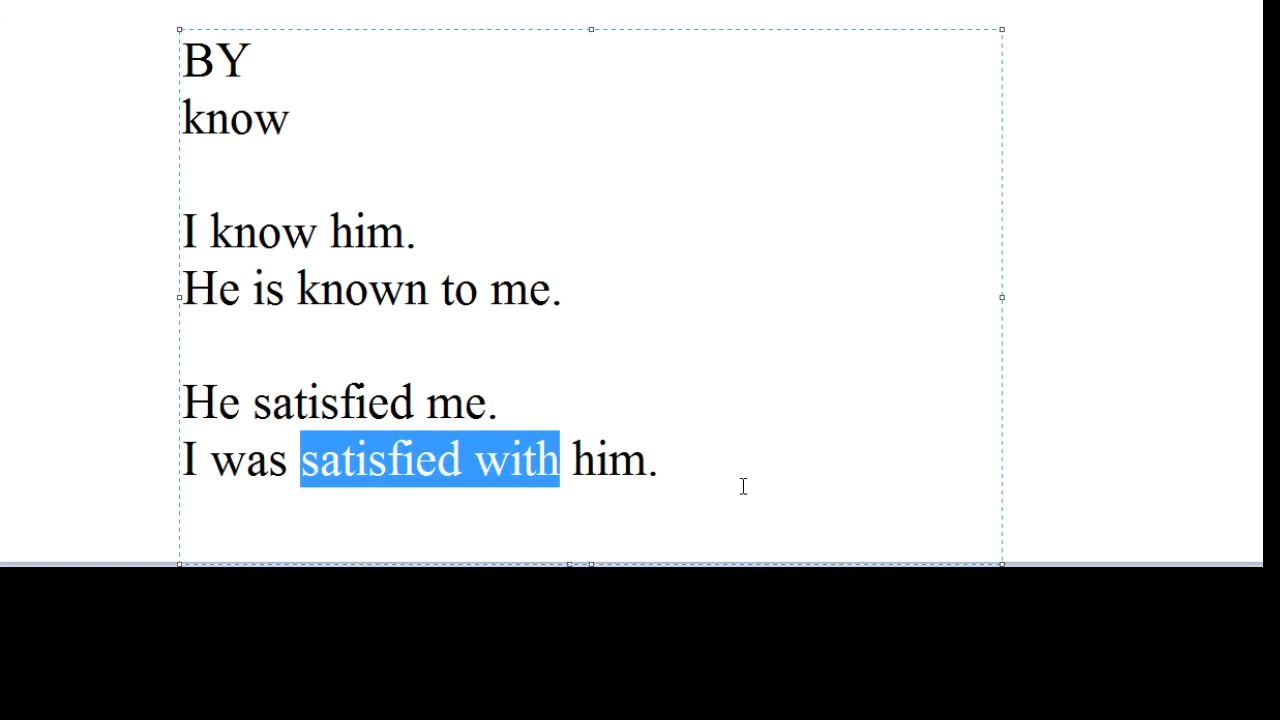 BY
know
I know him.
He is known to me.
He satisfied me.
I was satisfied with him.